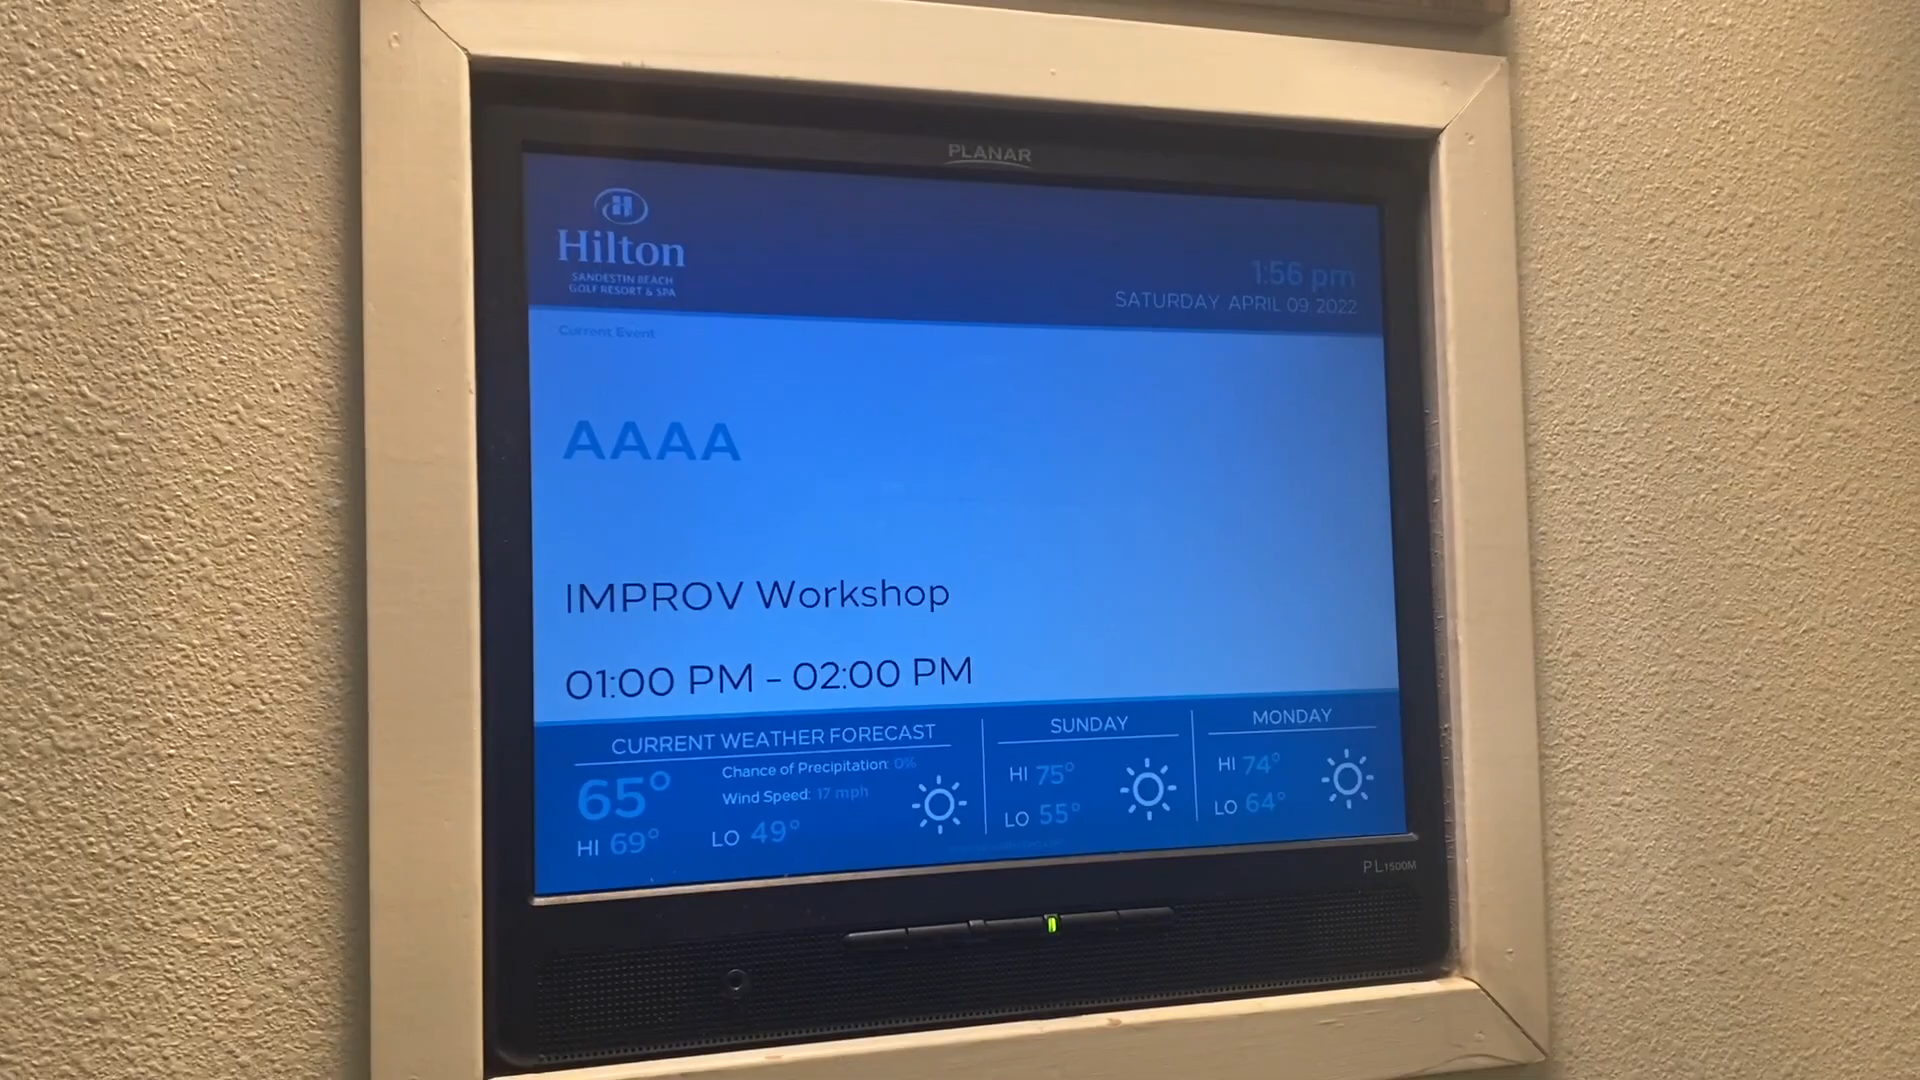 PLANAR
Hilton
SANDESTIN BEACH
GOLF RESORT & SPA
1:56 pm
SATURDAY APRIL 09 2022
Current Event
AAAA
IMPROV Workshop
01:00 PM - 02:00 PM
CURRENT WEATHER FORECAST
65°
Chance of Precipitation: 0%
Wind Speed: 17 mph
HI 69°
LO 49°
SUNDAY
HI 75°
LO 55°
MONDAY
HI 74°
LO 64°
PL1500M